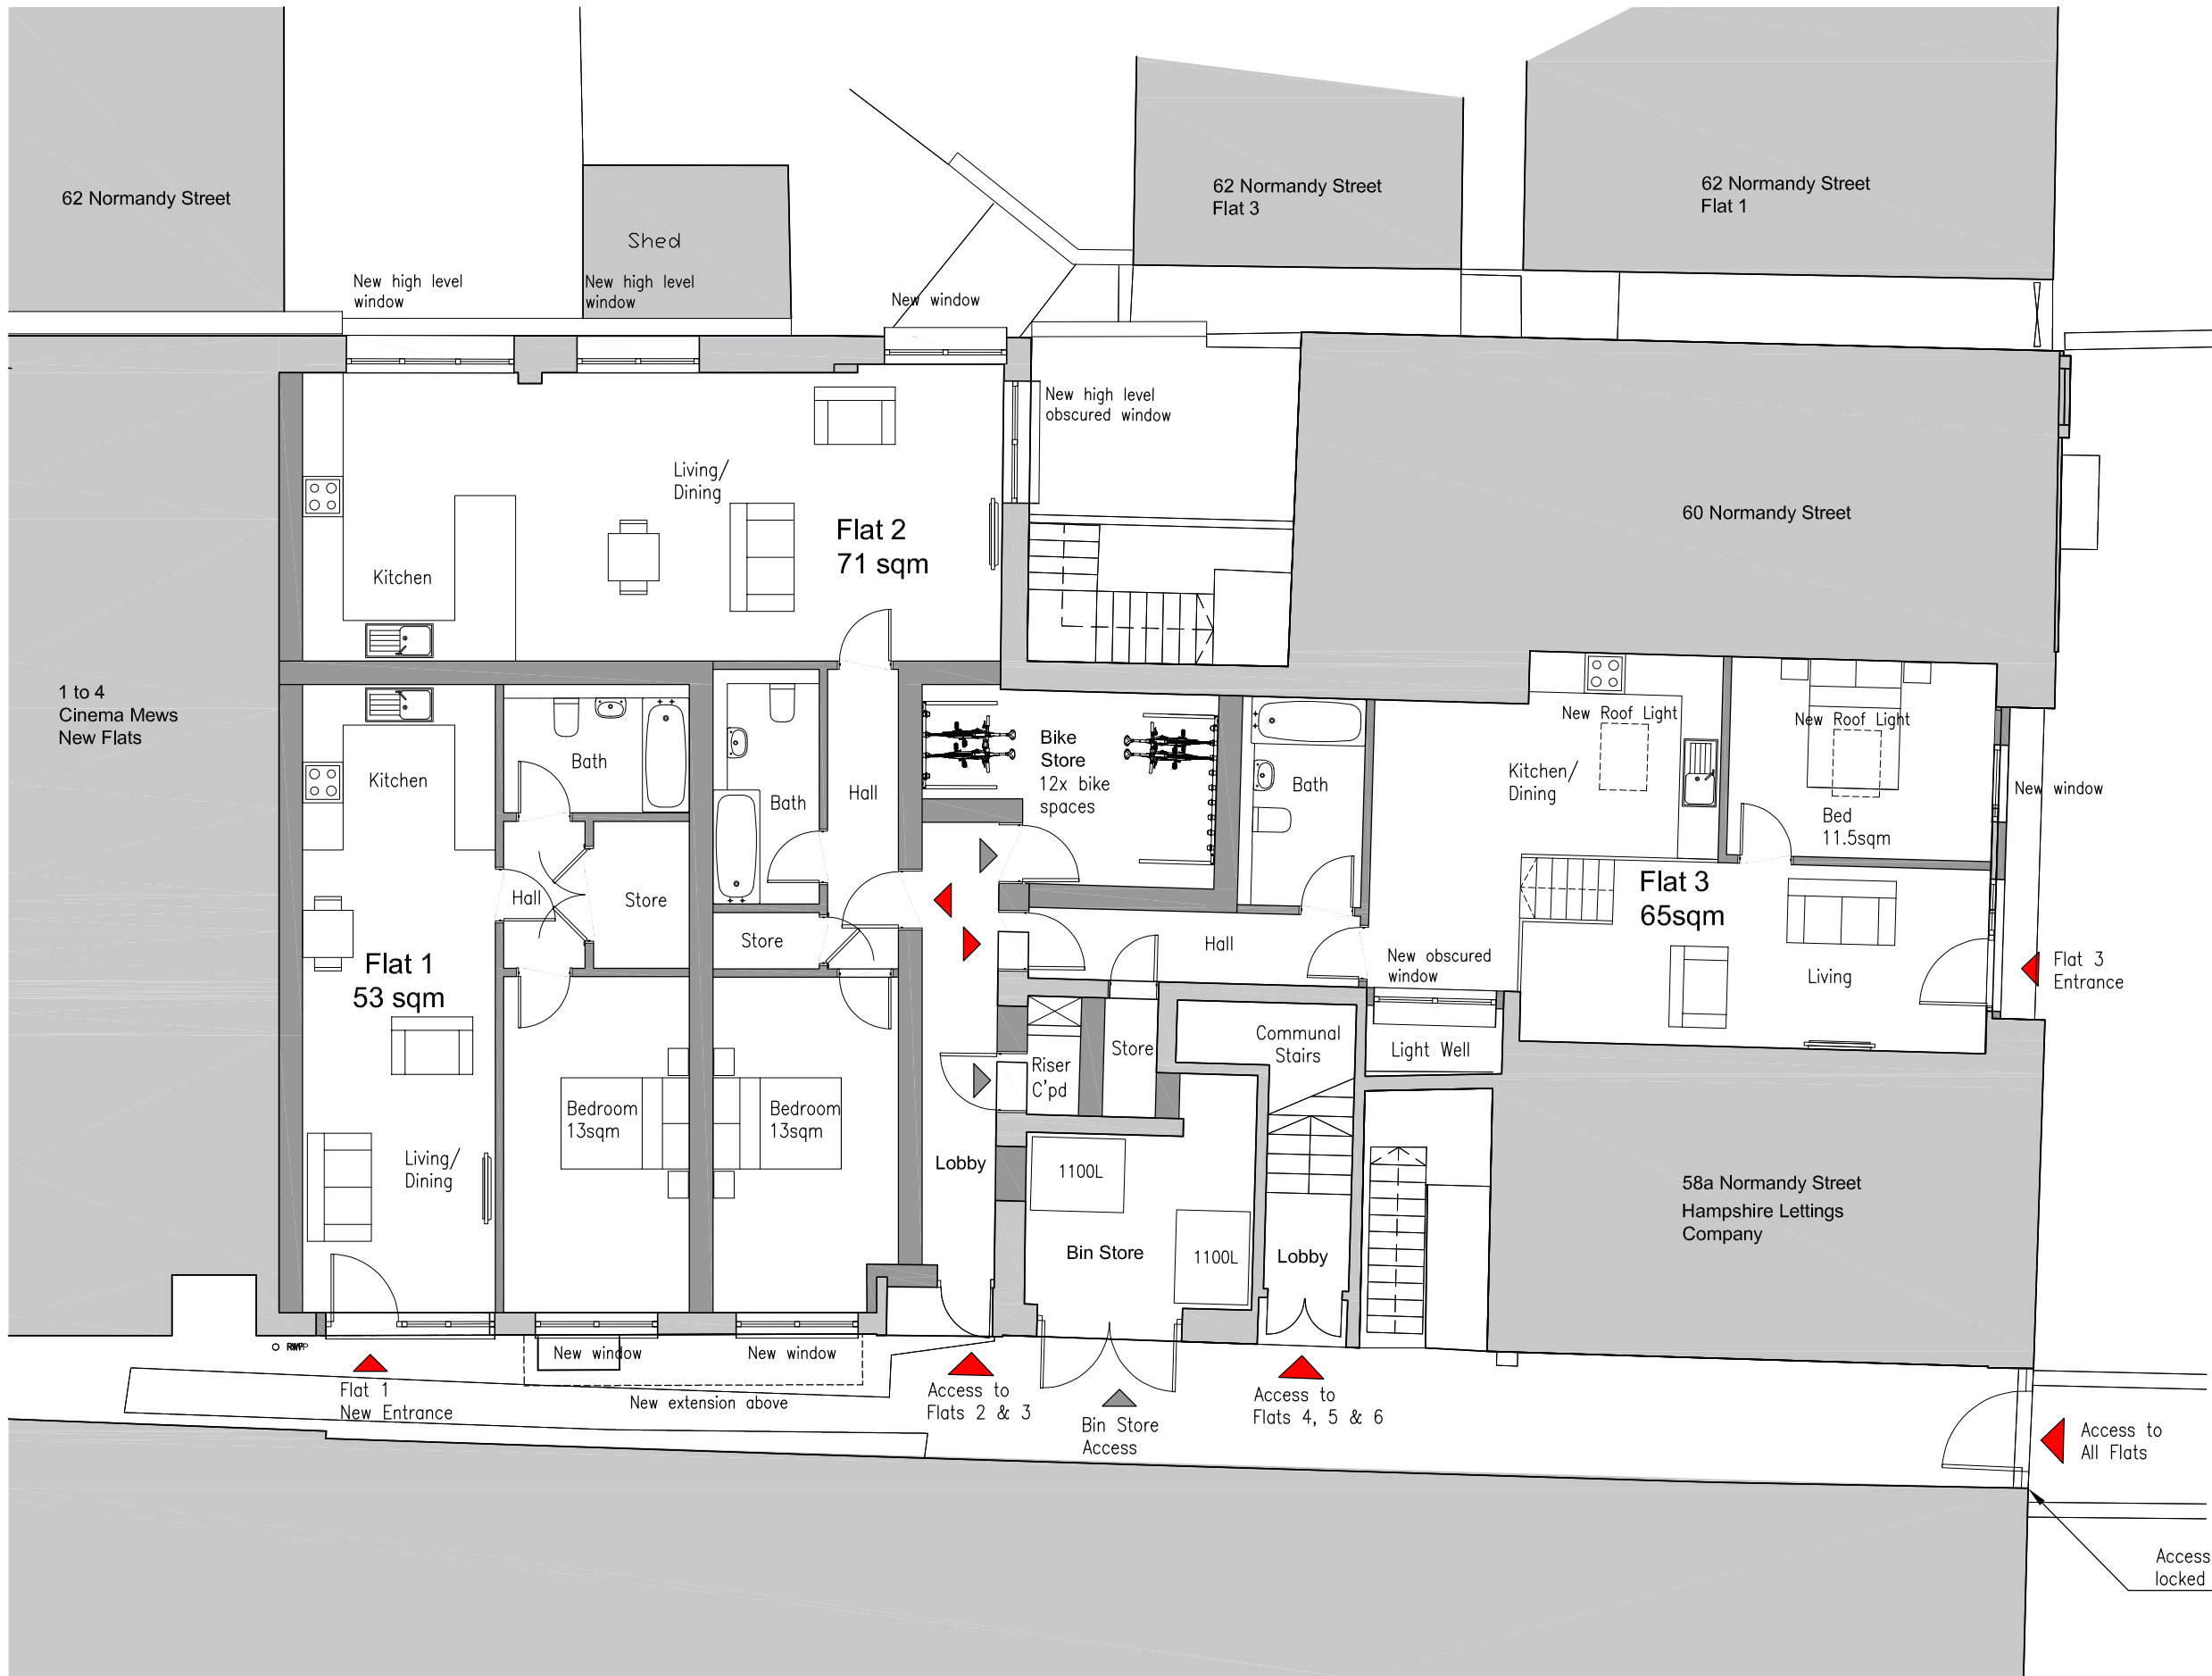 62 Normandy Street
62 Normandy Street
Flat 3
62 Normandy Street
Flat 1
Shed
New high level
window
New high level
window
New window
New high level
obscured window
Living/
Dining
Flat 2
71 sqm
60 Normandy Street
Kitchen
1 to 4
Cinema Mews
New Flats
Kitchen
Bath
Bath
Hall
Bike
Store
12x bike
spaces
Bath
Kitchen/
Dining
New Roof Light
New Roof Light
Bed
11.5sqm
New window
Hall
Store
Store
Hall
Flat 3
65sqm
Living
Flat 3
Entrance
Flat 1
53 sqm
New obscured
window
Light Well
Communal
Stairs
Store
Riser
C'pd
Bedroom
13sqm
Bedroom
13sqm
Living/
Dining
Lobby
1100L
1100L
Bin Store
Lobby
58a Normandy Street
Hampshire Lettings
Company
New window
New window
New extension above
Flat 1
New Entrance
Access to
Flats 2 & 3
Bin Store
Access
Access to
Flats 4, 5 & 6
Access to
All Flats
Access
locked